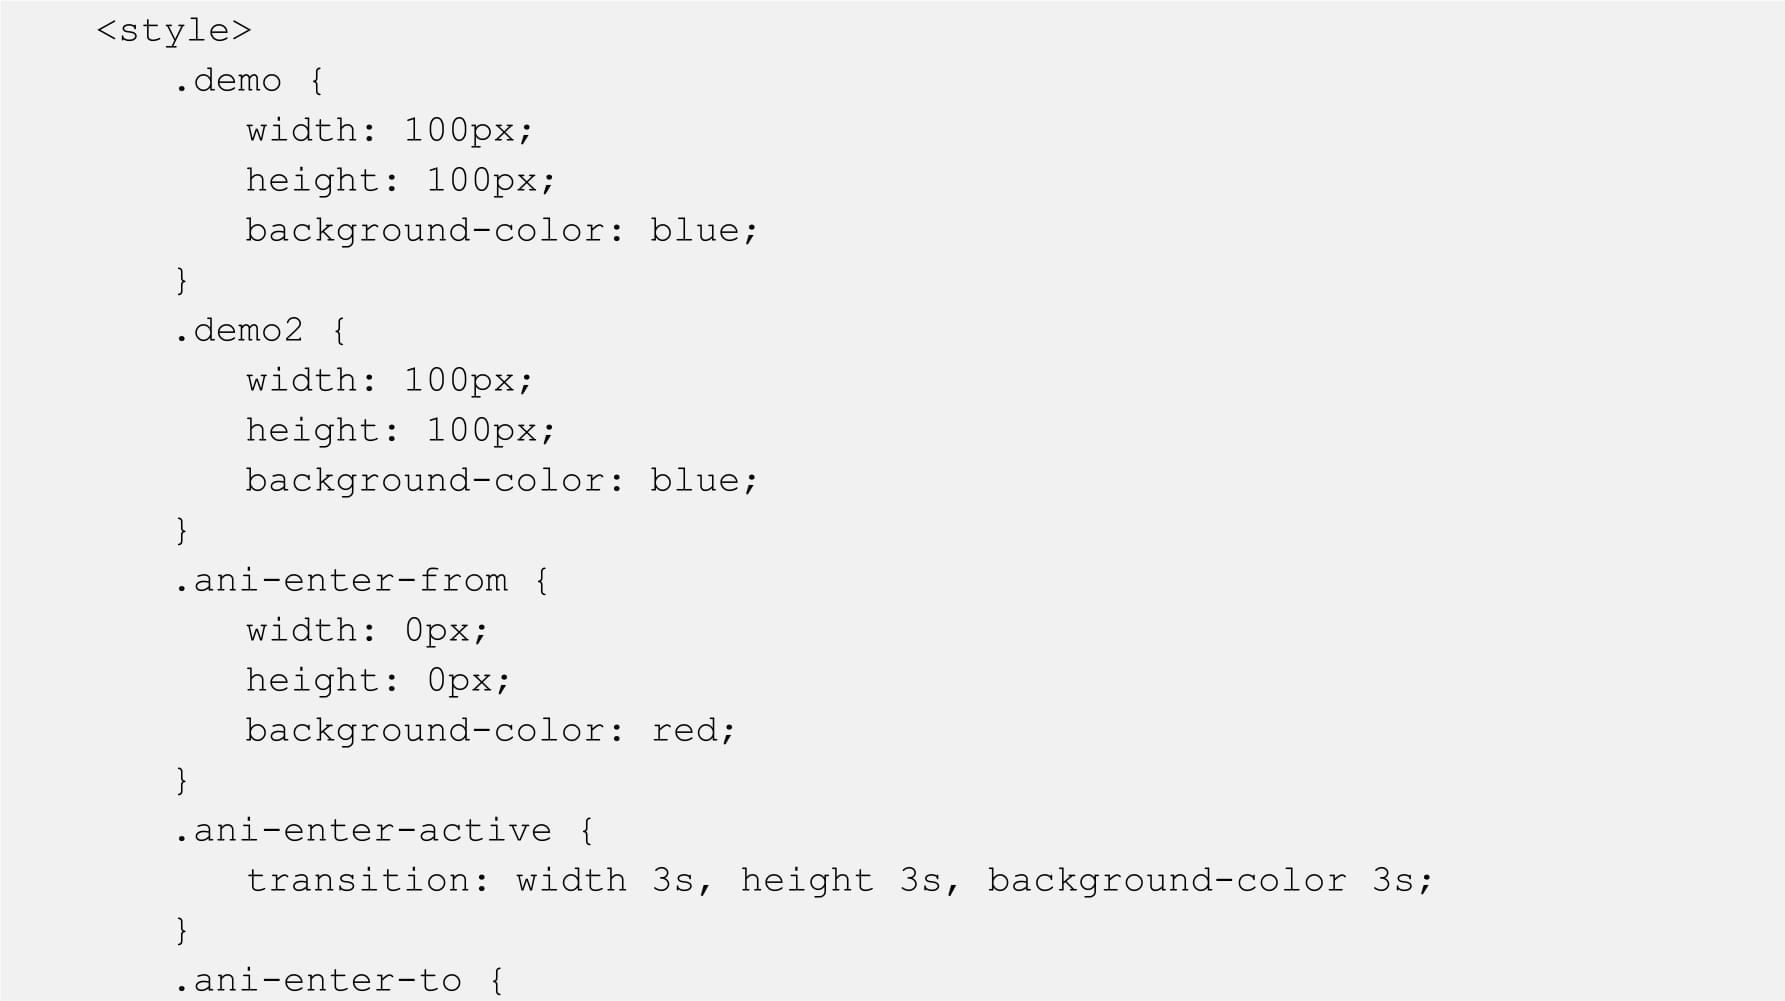 <style>
.demo {
width: 100px;
height: 100px;
background-color: blue;
}
.demo2 {
width: 100px;
height: 100px;
background-color: blue;
}
.ani-enter-from {
width: 0px;
height: 0px;
background-color: red;
}
.ani-enter-active {
transition: width 3s, height 3s, background-color 3s;
}
.ani-enter-to {